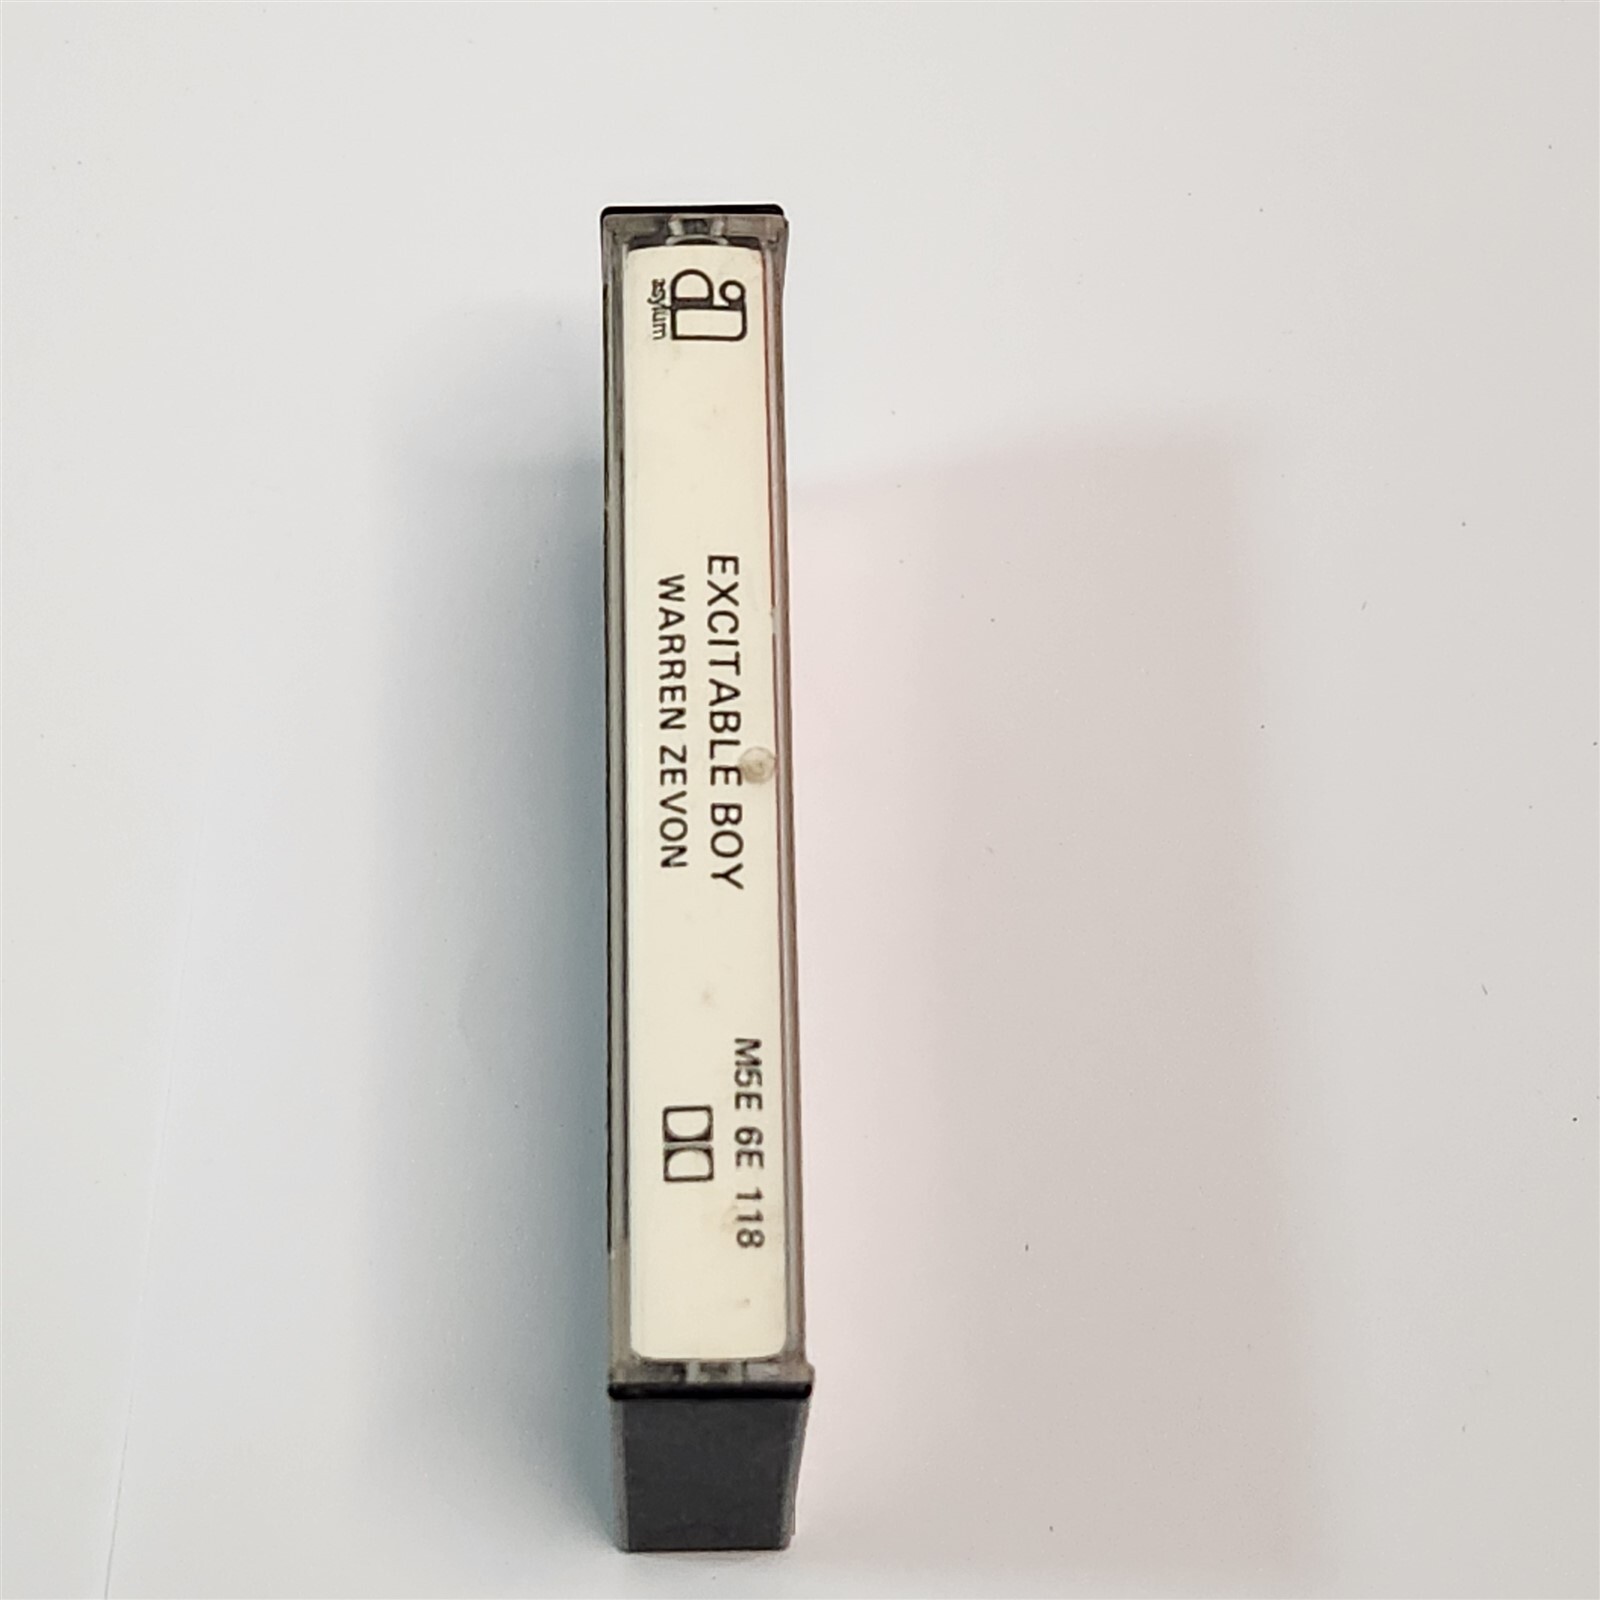 asylum
EXCITABLE BOY
WARREN ZEVON
M5E 6E 118